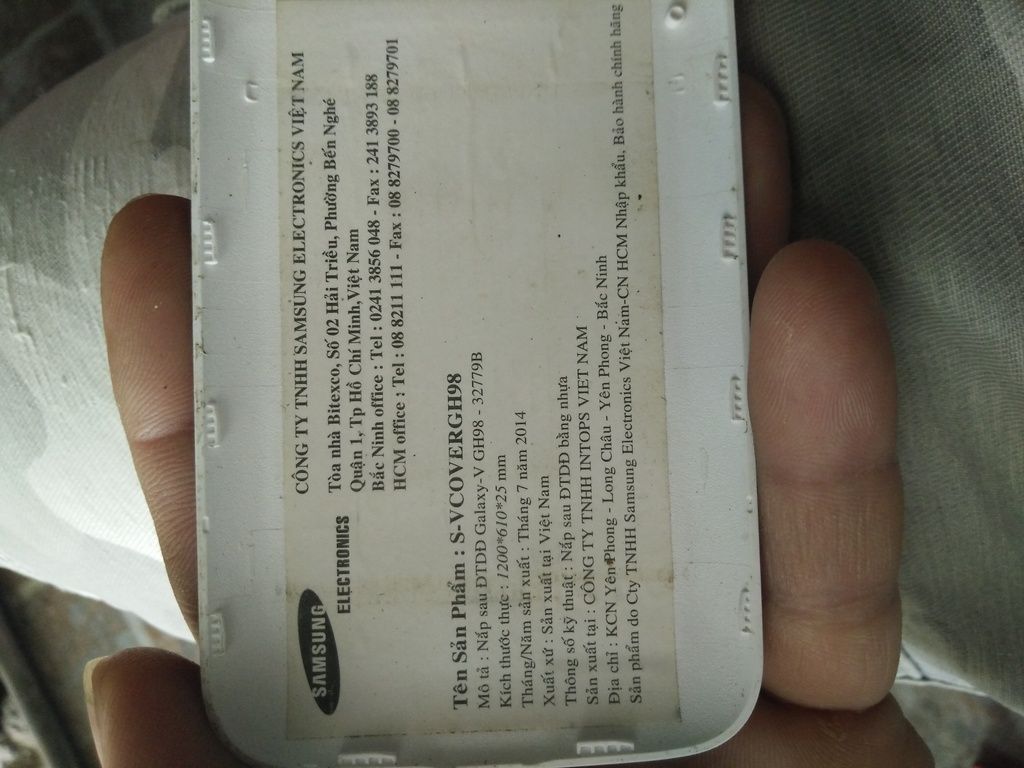 SAMSUNG
ELECTRONICS
CÔNG TY TNHH SAMSUNG ELECTRONICS VIỆT NAM
Tòa nhà Bitexco, Số 02 Hải Triều, Phường Bến Nghé
Quận 1, Tp Hồ Chí Minh,Việt Nam
Bắc Ninh office : Tel : 0241 3856 048 - Fax : 241 3893 188
HCM office : Tel : 08 8211 111 - Fax : 08 8279700 - 08 8279701
Tên Sản Phẩm : S-VCOVERGH98
Mô tả : Nắp sau ĐTDĐ Galaxy-V GH98 - 32779B
Kích thước thực : 1200*610*25 mm
Tháng/Năm sản xuất : Tháng 7 năm 2014
Xuất xứ : Sản xuất tại Việt Nam
Thông số kỹ thuật : Nắp sau ĐTDĐ bằng nhựa
Sản xuất tại : CÔNG TY TNHH INTOPS VIET NAM
Địa chỉ : KCN Yên Phong - Long Châu - Yên Phong - Bắc Ninh
Sản phẩm do Cty TNHH Samsung Electronics Việt Nam-CN HCM Nhập khẩu, Bảo hành chính hãng